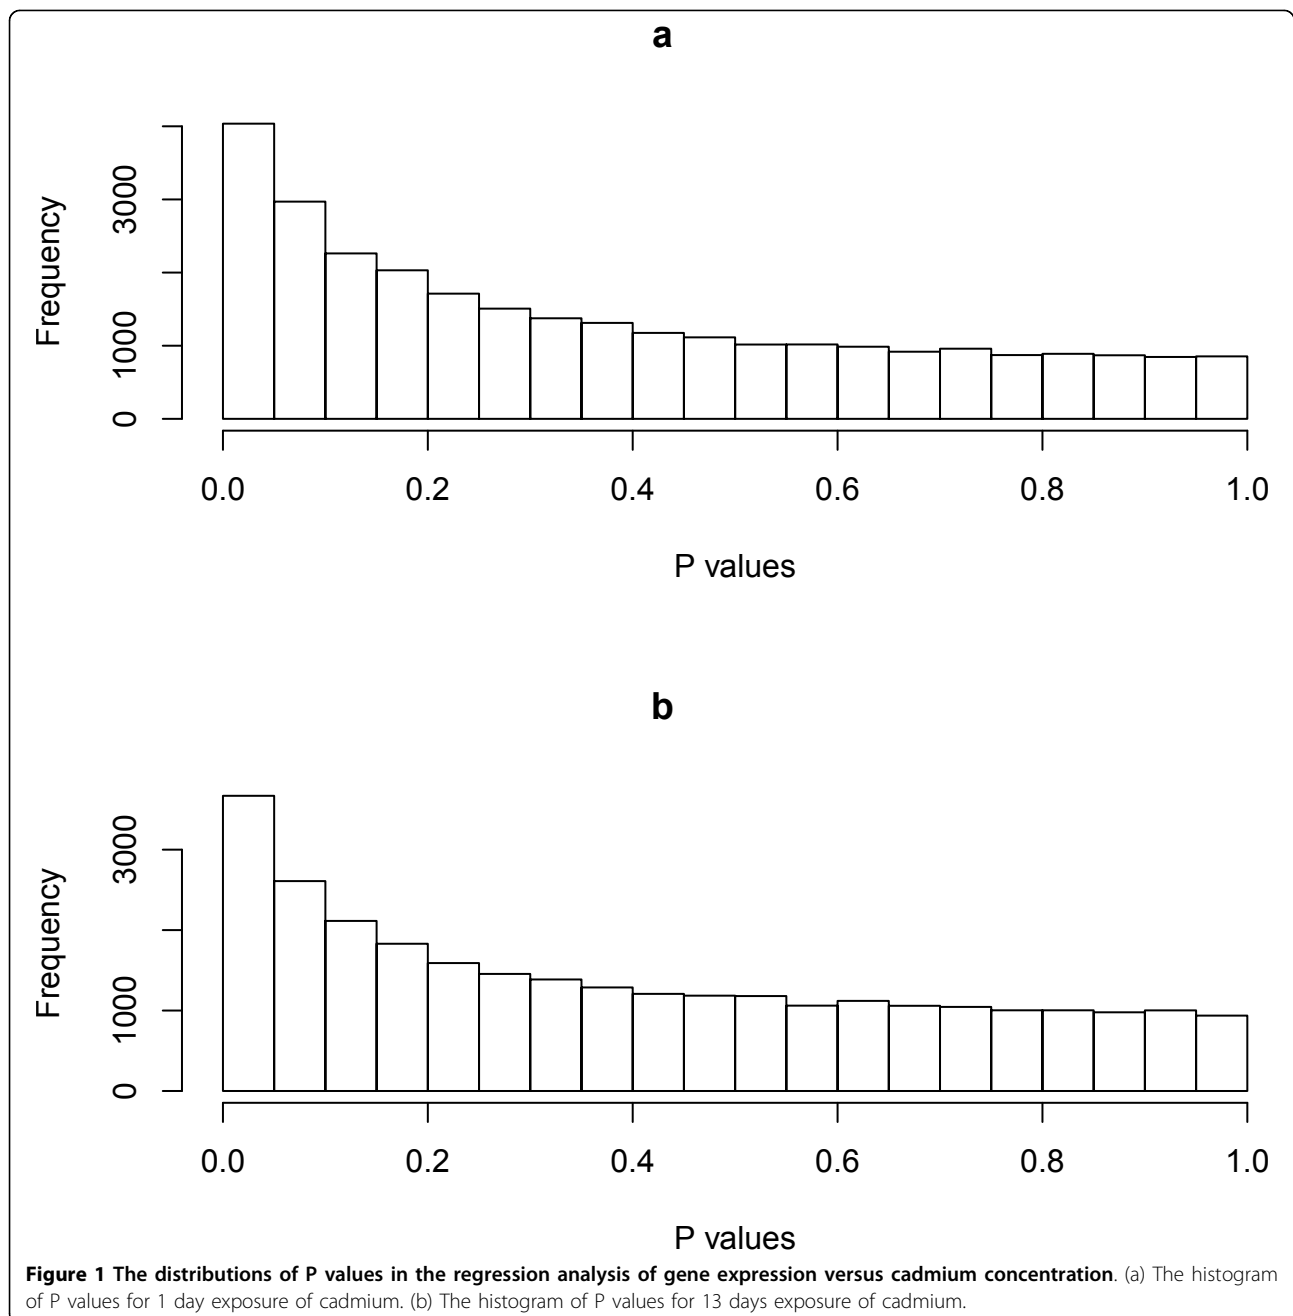 a
Frequency
3000
1000
0
0.0 0.2 0.4 0.6 0.8 1.0
P values
b
Frequency
3000
1000
0
0.0 0.2 0.4 0.6 0.8 1.0
P values
Figure 1 The distributions of P values in the regression analysis of gene expression versus cadmium concentration. (a) The histogram
of P values for 1 day exposure of cadmium. (b) The histogram of P values for 13 days exposure of cadmium.